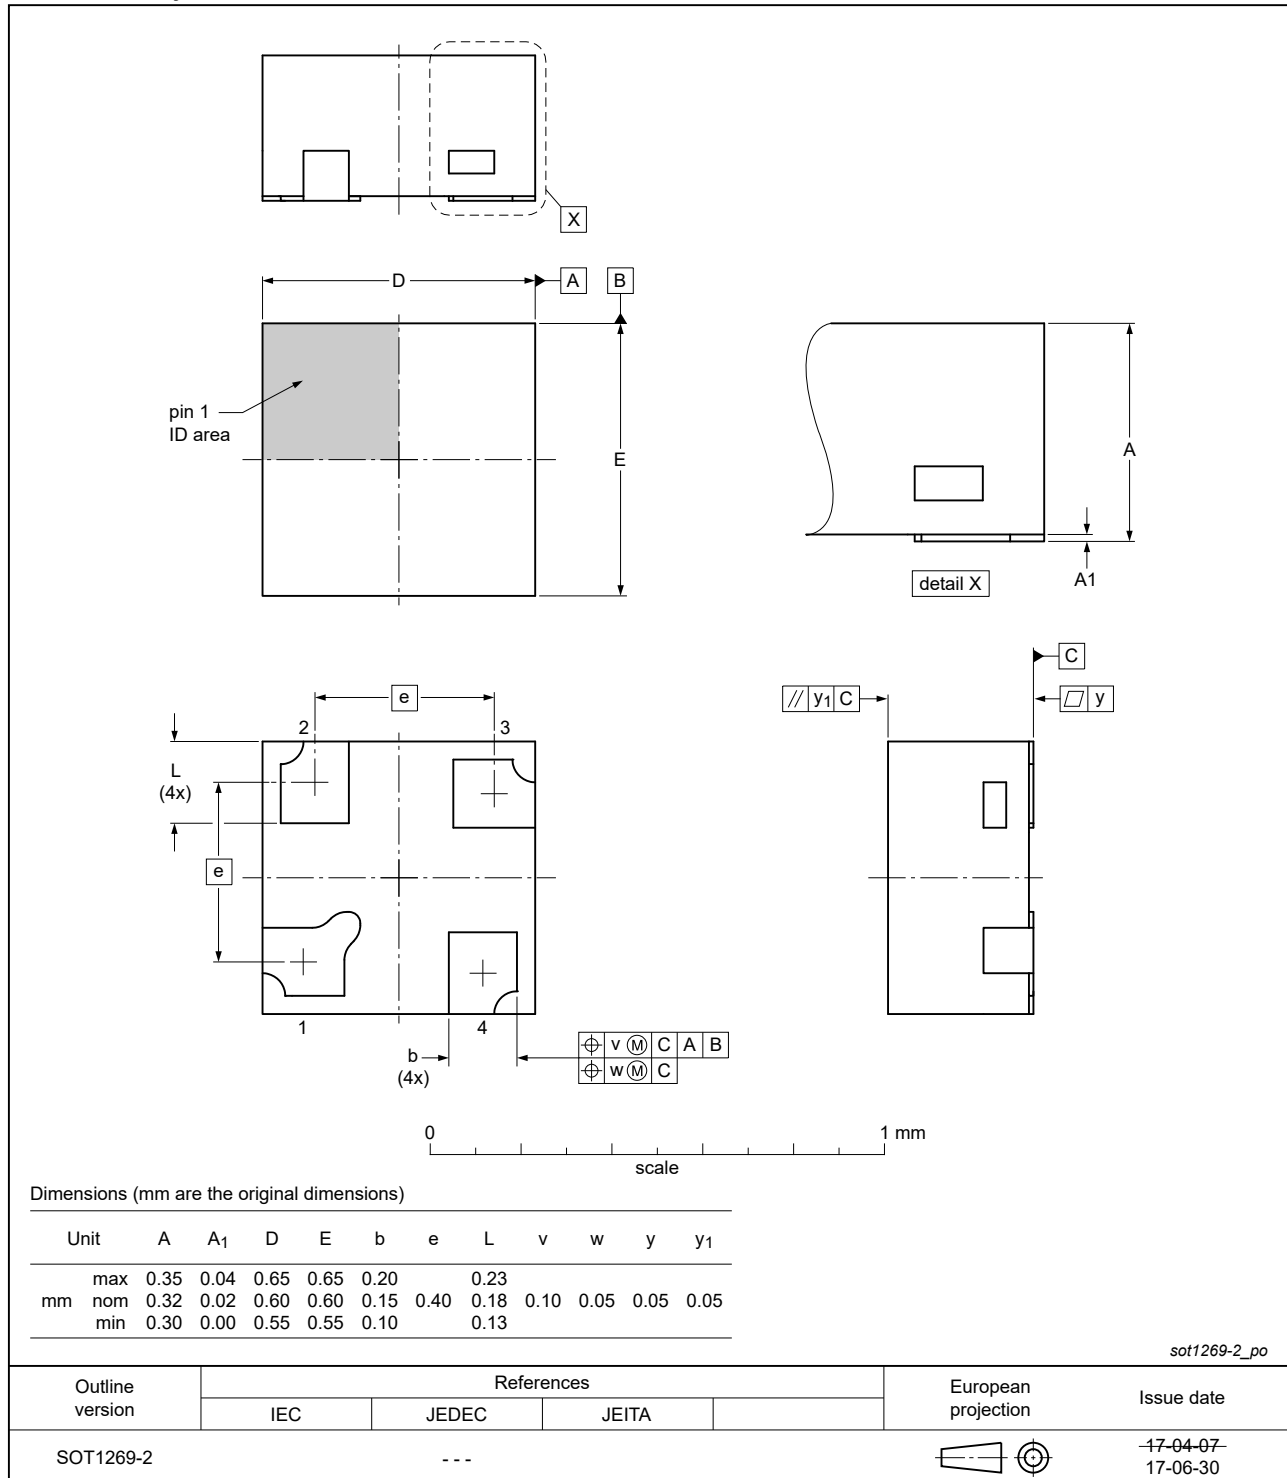 X
D
A
B
pin 1
ID area
E
A
A1
detail X
C
// y1 C
y
e
2
3
L
(4x)
e
1
4
b
(4x)
⌖ v Ⓜ C A B
⌖ w Ⓜ C
0
1 mm
scale
Dimensions (mm are the original dimensions)
Unit A A1 D E b e L v w y y1
max 0.35 0.04 0.65 0.65 0.20 0.23
mm nom 0.32 0.02 0.60 0.60 0.15 0.40 0.18 0.10 0.05 0.05 0.05
min 0.30 0.00 0.55 0.55 0.10 0.13
sot1269-2_po
Outline
version
References
IEC JEDEC JEITA
European
projection
Issue date
SOT1269-2
- - -
17-04-07
17-06-30